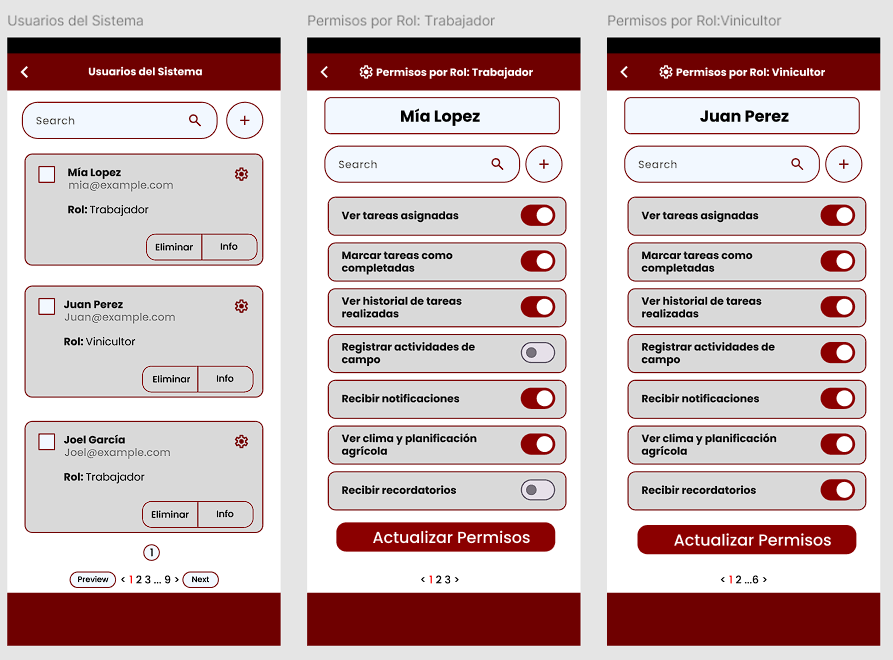 Usuarios del Sistema
Usuarios del Sistema
Search
+
Mía Lopez
mia@example.com
Rol: Trabajador
Eliminar Info
Juan Perez
Juan@example.com
Rol: Vinicultor
Eliminar Info
Joel García
Joel@example.com
Rol: Trabajador
Eliminar Info
1
Preview < 1 2 3 ... 9 > Next
Permisos por Rol: Trabajador
Permisos por Rol: Trabajador
Mía Lopez
Search
+
Ver tareas asignadas
Marcar tareas como
completadas
Ver historial de tareas
realizadas
Registrar actividades de
campo
Recibir notificaciones
Ver clima y planificación
agrícola
Recibir recordatorios
Actualizar Permisos
< 1 2 3 >
Permisos por Rol:Vinicultor
Permisos por Rol: Vinicultor
Juan Perez
Search
+
Ver tareas asignadas
Marcar tareas como
completadas
Ver historial de tareas
realizadas
Registrar actividades de
campo
Recibir notificaciones
Ver clima y planificación
agrícola
Recibir recordatorios
Actualizar Permisos
< 1 2 ...6 >